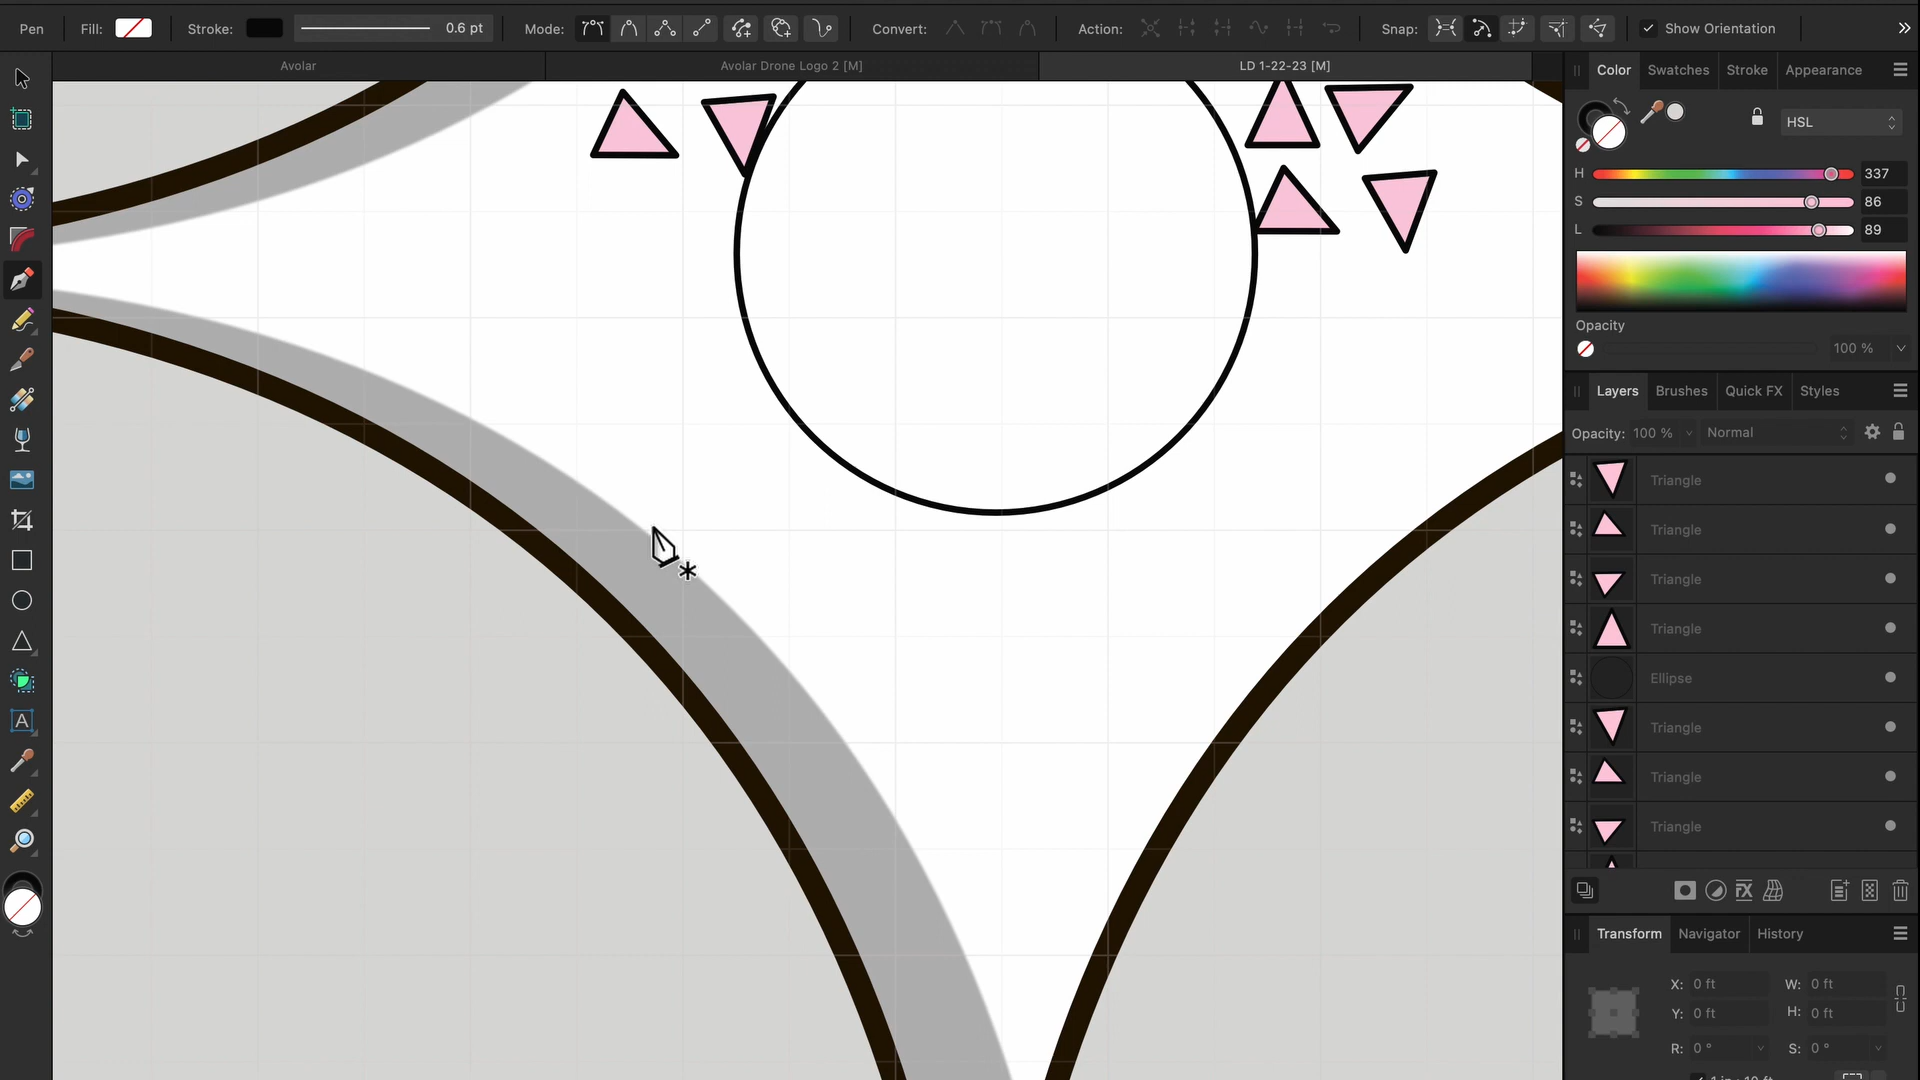 Pen Fill: Stroke: 0.6 pt Mode: Convert: Action: Snap: Show Orientation
Avolar Avolar Drone Logo 2 [M] LD 1-22-23 [M]
Color Swatches Stroke Appearance
HSL
H 337
S 86
L 89
Opacity
100 %
Layers Brushes Quick FX Styles
Opacity: 100 % Normal
Triangle
Triangle
Triangle
Triangle
Ellipse
Triangle
Triangle
Triangle
Transform Navigator History
X: 0 ft W: 0 ft
Y: 0 ft H: 0 ft
R: 0 ° S: 0 °